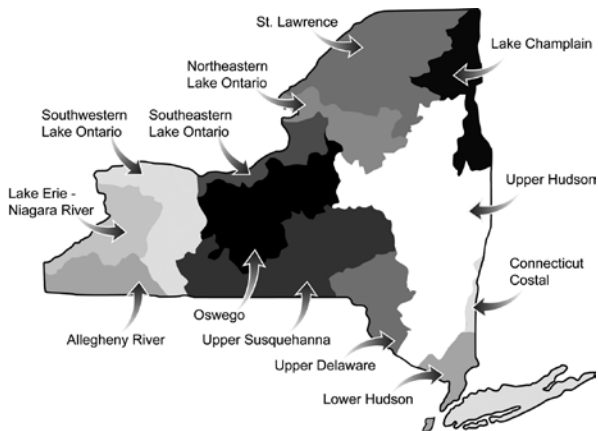 St. Lawrence
Lake Champlain
Northeastern
Lake Ontario
Southwestern
Lake Ontario
Southeastern
Lake Ontario
Lake Erie -
Niagara River
Upper Hudson
Connecticut
Costal
Oswego
Allegheny River
Upper Susquehanna
Upper Delaware
Lower Hudson